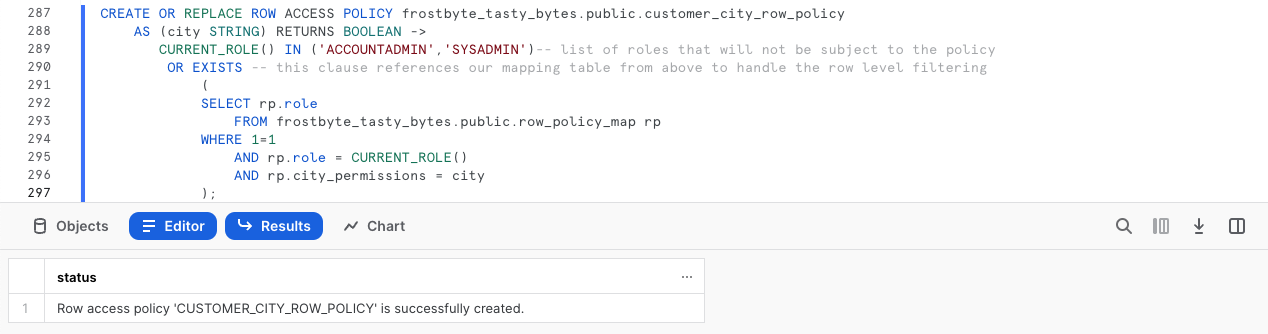 287 CREATE OR REPLACE ROW ACCESS POLICY frostbyte_tasty_bytes.public.customer_city_row_policy
288 AS (city STRING) RETURNS BOOLEAN ->
289 CURRENT_ROLE() IN ('ACCOUNTADMIN','SYSADMIN')-- list of roles that will not be subject to the policy
290 OR EXISTS -- this clause references our mapping table from above to handle the row level filtering
291 (
292 SELECT rp.role
293 FROM frostbyte_tasty_bytes.public.row_policy_map rp
294 WHERE 1=1
295 AND rp.role = CURRENT_ROLE()
296 AND rp.city_permissions = city
297 );
Objects Editor Results Chart
status ...
1 Row access policy 'CUSTOMER_CITY_ROW_POLICY' is successfully created.